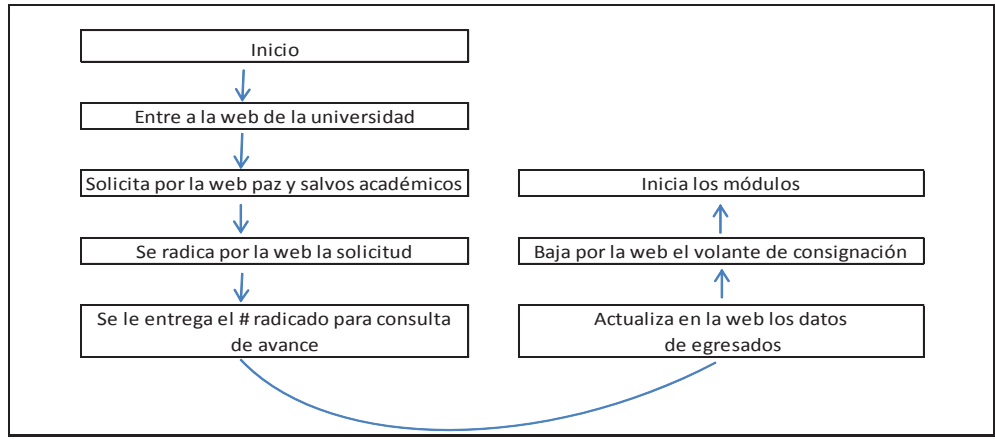 Inicio
Entre a la web de la universidad
Solicita por la web paz y salvos académicos
Se radica por la web la solicitud
Se le entrega el # radicado para consulta
de avance
Actualiza en la web los datos
de egresados
Baja por la web el volante de consignación
Inicia los módulos